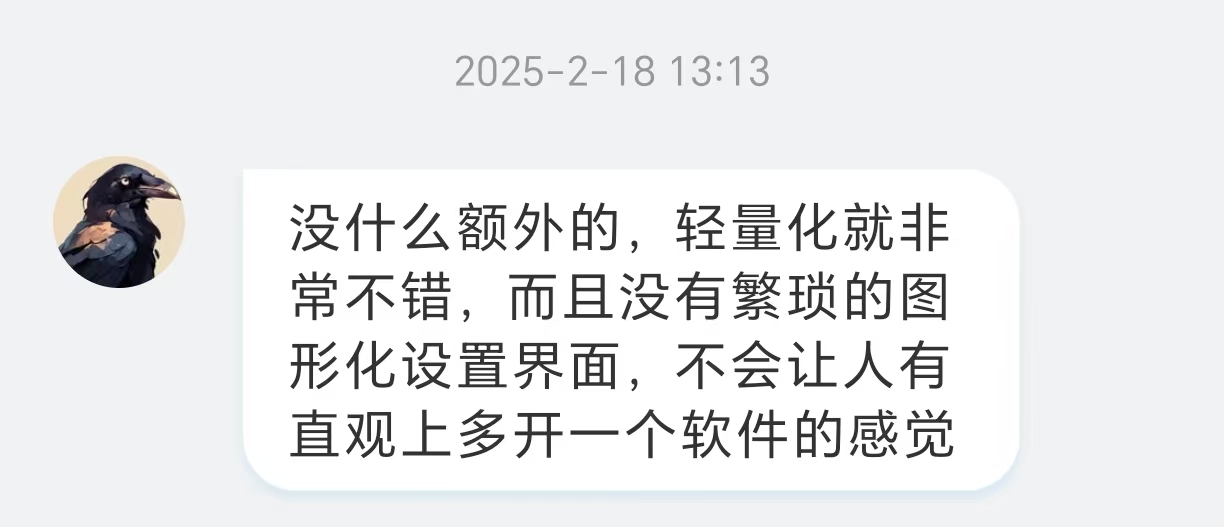 2025-2-18 13:13
没什么额外的，轻量化就非
常不错，而且没有繁琐的图
形化设置界面，不会让人有
直观上多开一个软件的感觉